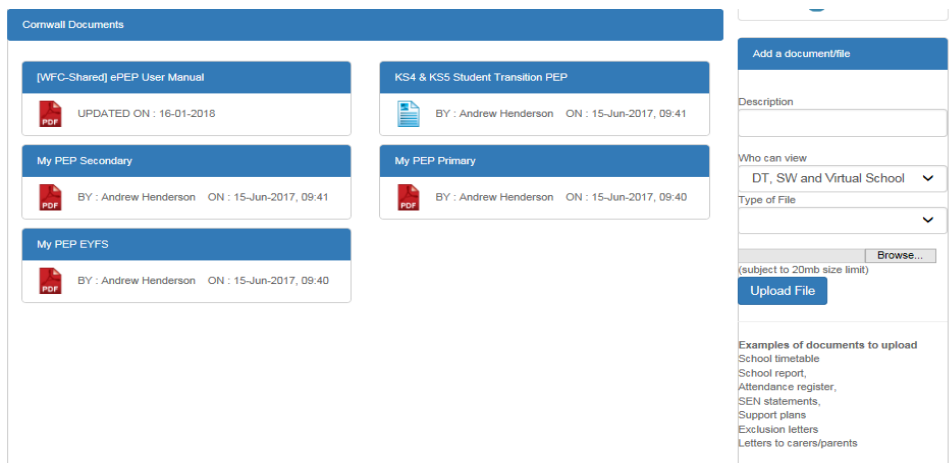 Cornwall Documents
[WFC-Shared] ePEP User Manual
PDF
UPDATED ON : 16-01-2018
KS4 & KS5 Student Transition PEP
BY : Andrew Henderson ON : 15-Jun-2017, 09:41
My PEP Secondary
PDF
BY : Andrew Henderson ON : 15-Jun-2017, 09:41
My PEP Primary
PDF
BY : Andrew Henderson ON : 15-Jun-2017, 09:40
My PEP EYFS
PDF
BY : Andrew Henderson ON : 15-Jun-2017, 09:40
Add a document/file
Description
Who can view
DT, SW and Virtual School
Type of File
Browse...
(subject to 20mb size limit)
Upload File
Examples of documents to upload
School timetable
School report,
Attendance register,
SEN statements,
Support plans
Exclusion letters
Letters to carers/parents